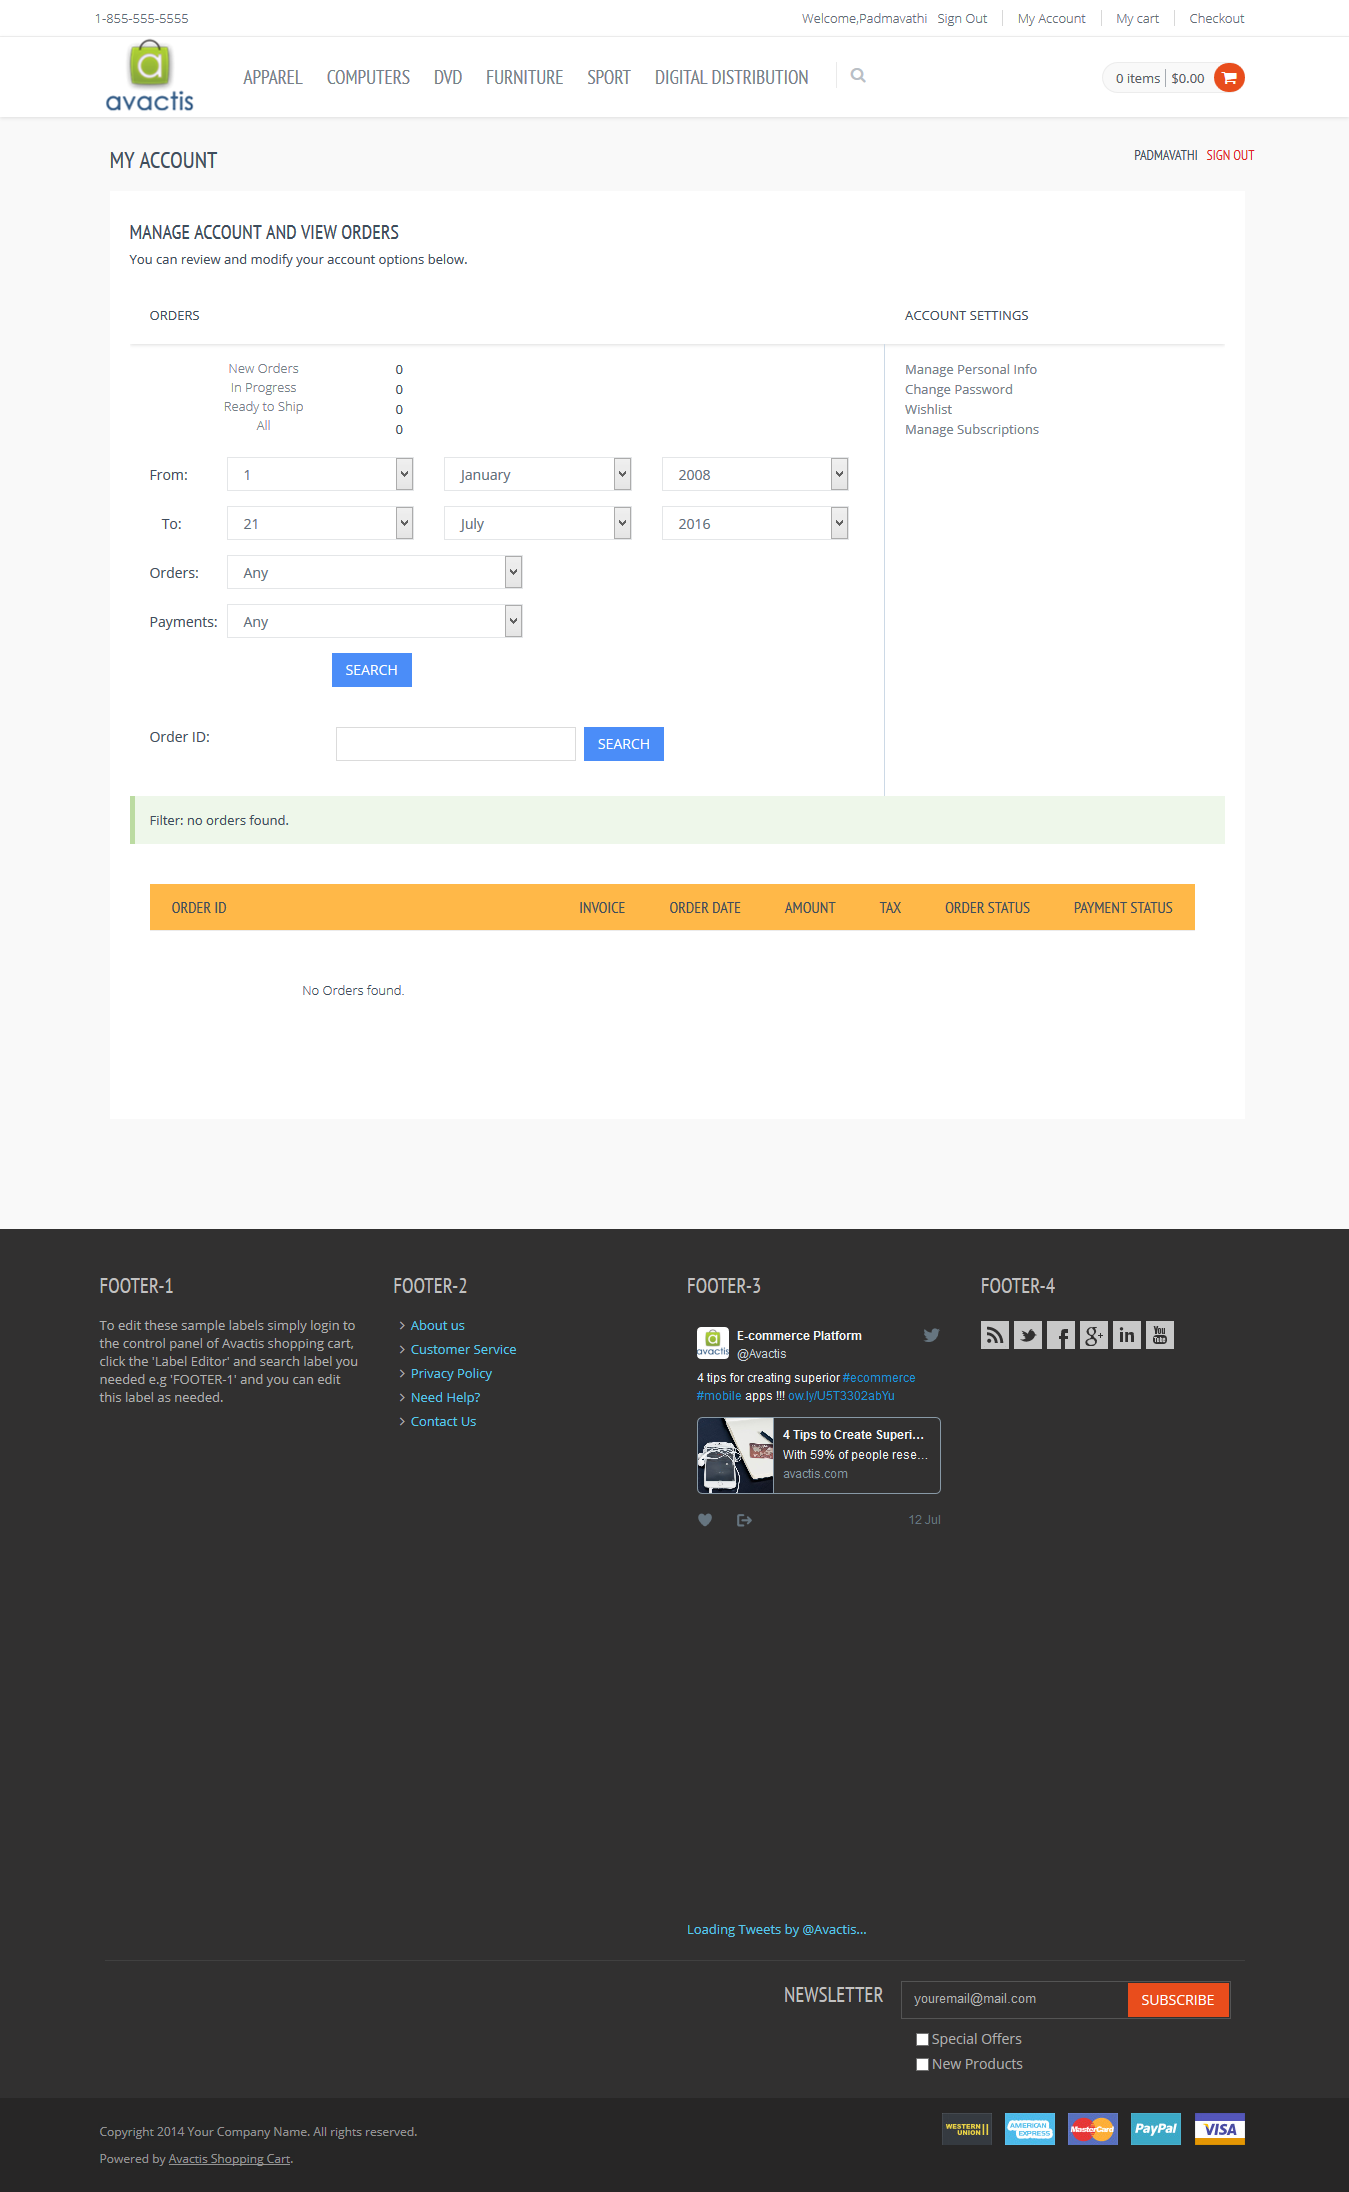 1-855-555-5555
Welcome,Padmavathi Sign Out My Account My cart Checkout
avactis
APPAREL COMPUTERS DVD FURNITURE SPORT DIGITAL DISTRIBUTION
0 items $0.00
MY ACCOUNT
PADMAVATHI SIGN OUT
MANAGE ACCOUNT AND VIEW ORDERS
You can review and modify your account options below.
ORDERS
ACCOUNT SETTINGS
New Orders 0
In Progress 0
Ready to Ship 0
All 0
Manage Personal Info
Change Password
Wishlist
Manage Subscriptions
From: 1 January 2008
To: 21 July 2016
Orders: Any
Payments: Any
SEARCH
Order ID: SEARCH
Filter: no orders found.
ORDER ID INVOICE ORDER DATE AMOUNT TAX ORDER STATUS PAYMENT STATUS
No Orders found.
FOOTER-1
To edit these sample labels simply login to
the control panel of Avactis shopping cart,
click the 'Label Editor' and search label you
needed e.g 'FOOTER-1' and you can edit
this label as needed.
FOOTER-2
About us
Customer Service
Privacy Policy
Need Help?
Contact Us
FOOTER-3
avactis
E-commerce Platform
@Avactis
4 tips for creating superior #ecommerce
#mobile apps !!! ow.ly/U5T3302abYu
4 Tips to Create Superi...
With 59% of people rese...
avactis.com
12 Jul
Loading Tweets by @Avactis...
FOOTER-4
g+ in You Tube
NEWSLETTER youremail@mail.com SUBSCRIBE
Special Offers
New Products
Copyright 2014 Your Company Name. All rights reserved.
Powered by Avactis Shopping Cart.
WESTERN UNION
AMERICAN EXPRESS
MasterCard
PayPal
VISA